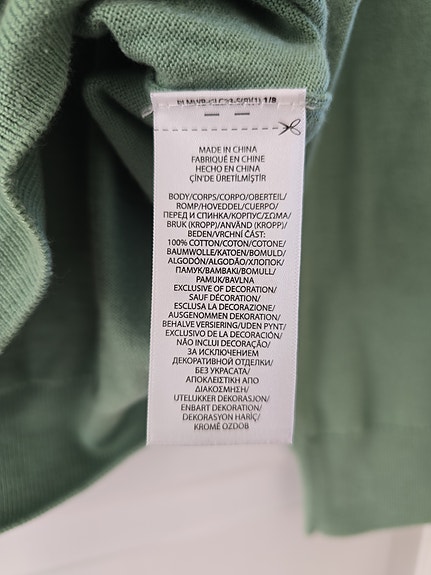 1/8
MADE IN CHINA
FABRIQUÉ EN CHINE
HECHO EN CHINA
ÇİN'DE ÜRETİLMİŞTİR
BODY/CORPS/CORPO/OBERTEIL/
ROMP/HOVEDDEL/CUERPO/
ПЕРЕД И СПИНКА/КОРПУС/ΣΩΜΑ/
BRUK (KROPP)/ANVÄND (KROPP)/
BEDEN/VRCHNÍ ČÁST:
100% COTTON/COTON/COTONE/
BAUMWOLLE/KATOEN/BOMULD/
ALGODÓN/ALGODÃO/ХЛОПОК/
ПАМУК/ΒΑΜΒΑΚΙ/BOMULL/
PAMUK/BAVLNA
EXCLUSIVE OF DECORATION/
SAUF DÉCORATION/
ESCLUSA LA DECORAZIONE/
AUSGENOMMEN DEKORATION/
BEHALVE VERSIERING/UDEN PYNT/
EXCLUSIVO DE LA DECORACIÓN/
NÃO INCLUI DECORAÇÃO/
ЗА ИСКЛЮЧЕНИЕМ
ДЕКОРАТИВНОЙ ОТДЕЛКИ/
БЕЗ УКРАСАТА/
ΑΠΟΚΛΕΙΣΤΙΚΗ ΑΠΟ
ΔΙΑΚΟΣΜΗΣΗ/
UTELUKKER DEKORASJON/
ENBART DEKORATION/
DEKORASYON HARİÇ/
KROMĚ OZDOB